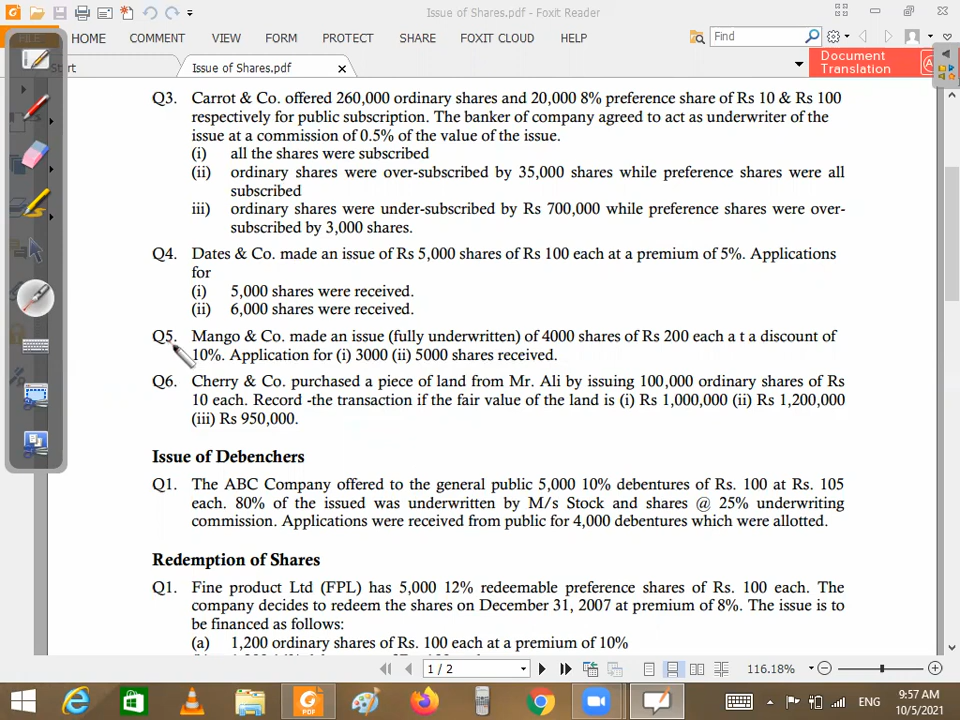 Issue of Shares.pdf - Foxit Reader
FILE HOME COMMENT VIEW FORM PROTECT SHARE FOXIT CLOUD HELP Find
Start Issue of Shares.pdf Document
Translation
Q3. Carrot & Co. offered 260,000 ordinary shares and 20,000 8% preference share of Rs 10 & Rs 100
respectively for public subscription. The banker of company agreed to act as underwriter of the
issue at a commission of 0.5% of the value of the issue.
(i) all the shares were subscribed
(ii) ordinary shares were over-subscribed by 35,000 shares while preference shares were all
subscribed
iii) ordinary shares were under-subscribed by Rs 700,000 while preference shares were over-
subscribed by 3,000 shares.
Q4. Dates & Co. made an issue of Rs 5,000 shares of Rs 100 each at a premium of 5%. Applications
for
(i) 5,000 shares were received.
(ii) 6,000 shares were received.
Q5. Mango & Co. made an issue (fully underwritten) of 4000 shares of Rs 200 each a t a discount of
10%. Application for (i) 3000 (ii) 5000 shares received.
Q6. Cherry & Co. purchased a piece of land from Mr. Ali by issuing 100,000 ordinary shares of Rs
10 each. Record -the transaction if the fair value of the land is (i) Rs 1,000,000 (ii) Rs 1,200,000
(iii) Rs 950,000.
Issue of Debenchers
Q1. The ABC Company offered to the general public 5,000 10% debentures of Rs. 100 at Rs. 105
each. 80% of the issued was underwritten by M/s Stock and shares @ 25% underwriting
commission. Applications were received from public for 4,000 debentures which were allotted.
Redemption of Shares
Q1. Fine product Ltd (FPL) has 5,000 12% redeemable preference shares of Rs. 100 each. The
company decides to redeem the shares on December 31, 2007 at premium of 8%. The issue is to
be financed as follows:
(a) 1,200 ordinary shares of Rs. 100 each at a premium of 10%
1 / 2 116.18%
PDF ENG 9:57 AM
10/5/2021